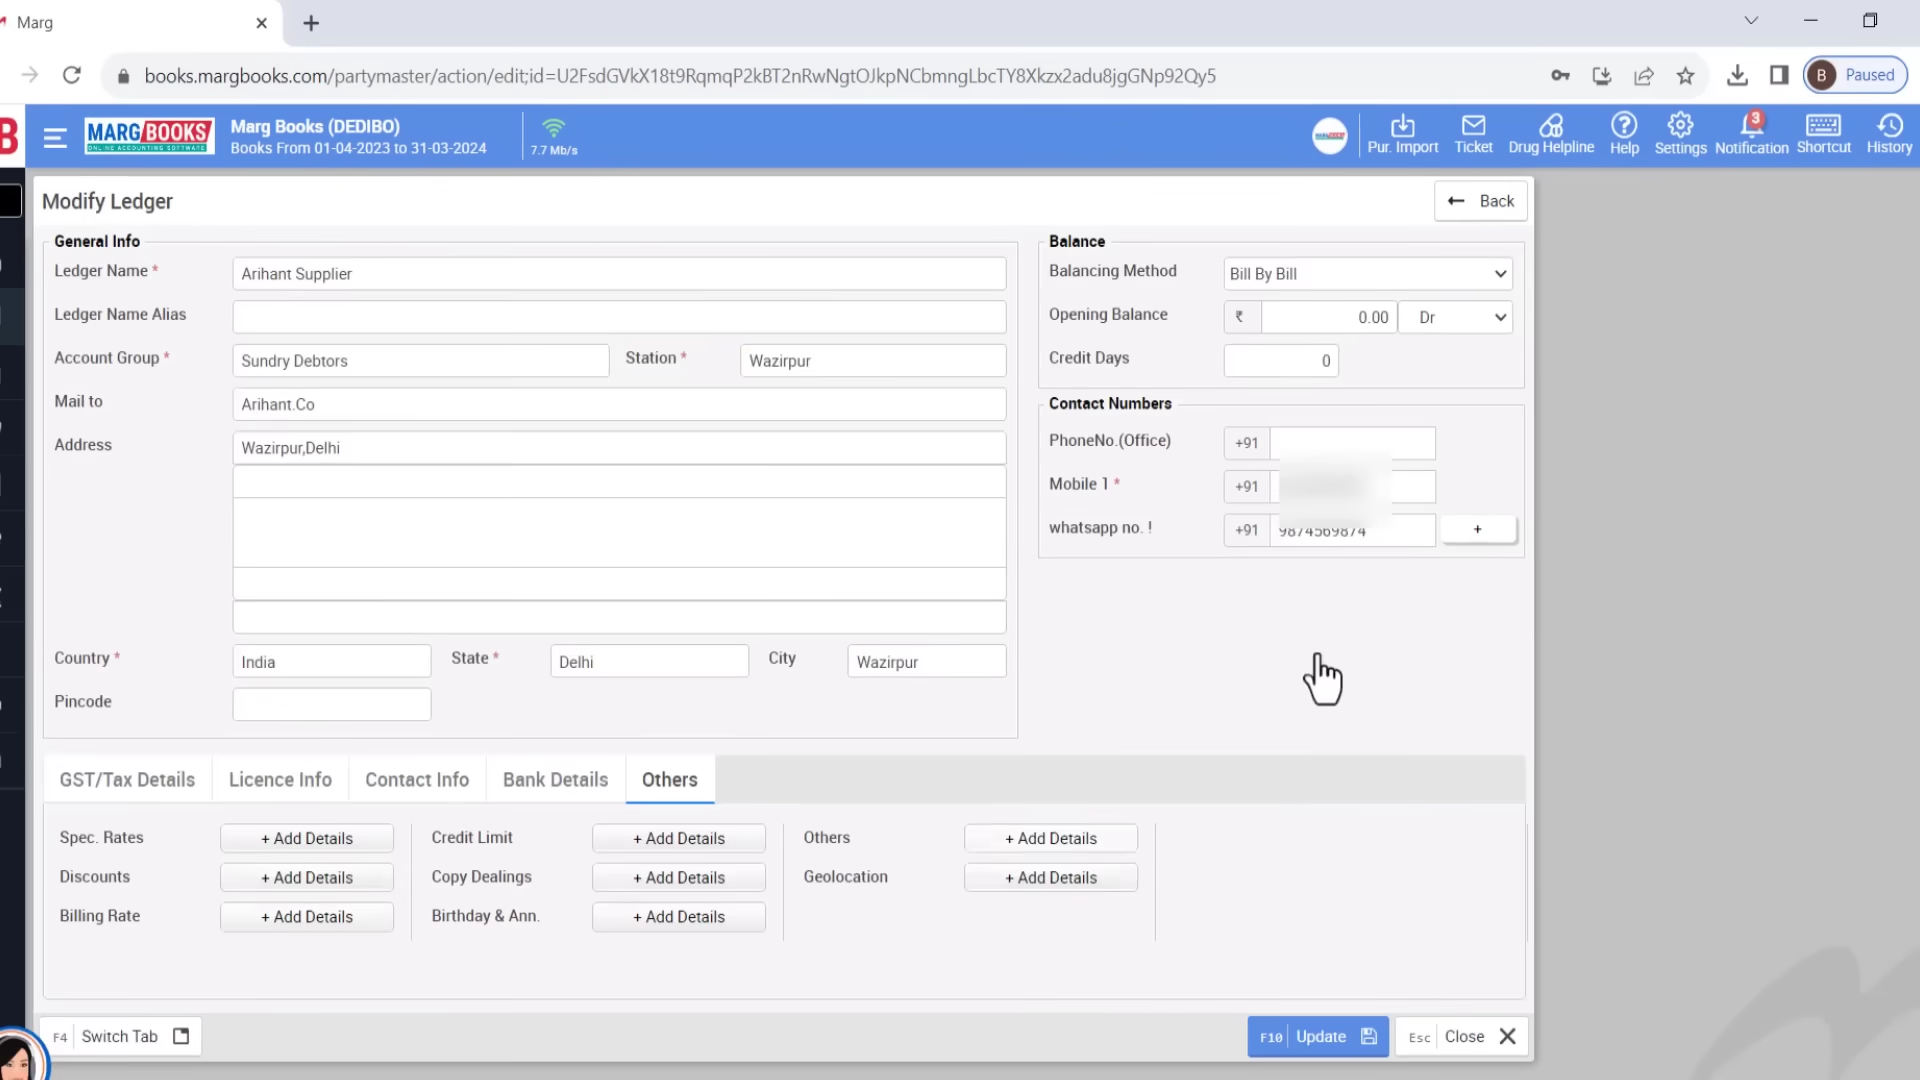 Marg
books.margbooks.com/partymaster/action/edit;id=U2FsdGVkX18t9RqmqP2kBT2nRwNgtOJkpNCbmngLbcTY8Xkzx2adu8jgGNp92Qy5
B Paused
B
MARG BOOKS
ONLINE ACCOUNTING SOFTWARE
Marg Books (DEDIBO)
Books From 01-04-2023 to 31-03-2024
7.7 Mb/s
Pur. Import
Ticket
Drug Helpline
Help
Settings
3
Notification
Shortcut
History
Modify Ledger
← Back
General Info
Ledger Name * Arihant Supplier
Ledger Name Alias
Account Group * Sundry Debtors Station * Wazirpur
Mail to Arihant.Co
Address Wazirpur,Delhi
Country * India State * Delhi City Wazirpur
Pincode
Balance
Balancing Method Bill By Bill
Opening Balance ₹ 0.00 Dr
Credit Days 0
Contact Numbers
PhoneNo.(Office) +91
Mobile 1 * +91
whatsapp no. ! +91 9874569874 +
GST/Tax Details Licence Info Contact Info Bank Details Others
Spec. Rates + Add Details Credit Limit + Add Details Others + Add Details
Discounts + Add Details Copy Dealings + Add Details Geolocation + Add Details
Billing Rate + Add Details Birthday & Ann. + Add Details
F4 Switch Tab
F10 Update
Esc Close